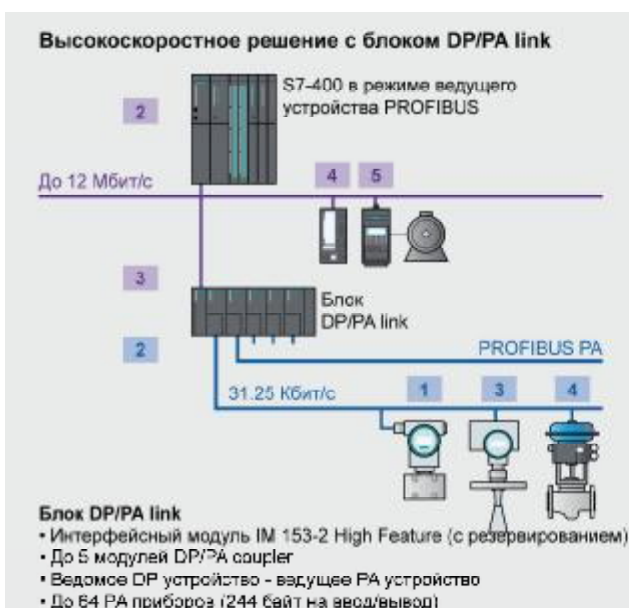 Высокоскоростное решение с блоком DP/PA link
S7-400 в режиме ведущего
устройства PROFIBUS
2
До 12 Мбит/с
4 5
3
Блок
DP/PA link
2
PROFIBUS PA
31.25 Кбит/с
1 3 4
Блок DP/PA link
• Интерфейсный модуль IM 153-2 High Feature (с резервированием)
• До 5 модулей DP/PA coupler
• Ведомое DP устройство - ведущее PA устройство
• До 64 PA приборов (244 байт на ввод/вывод)